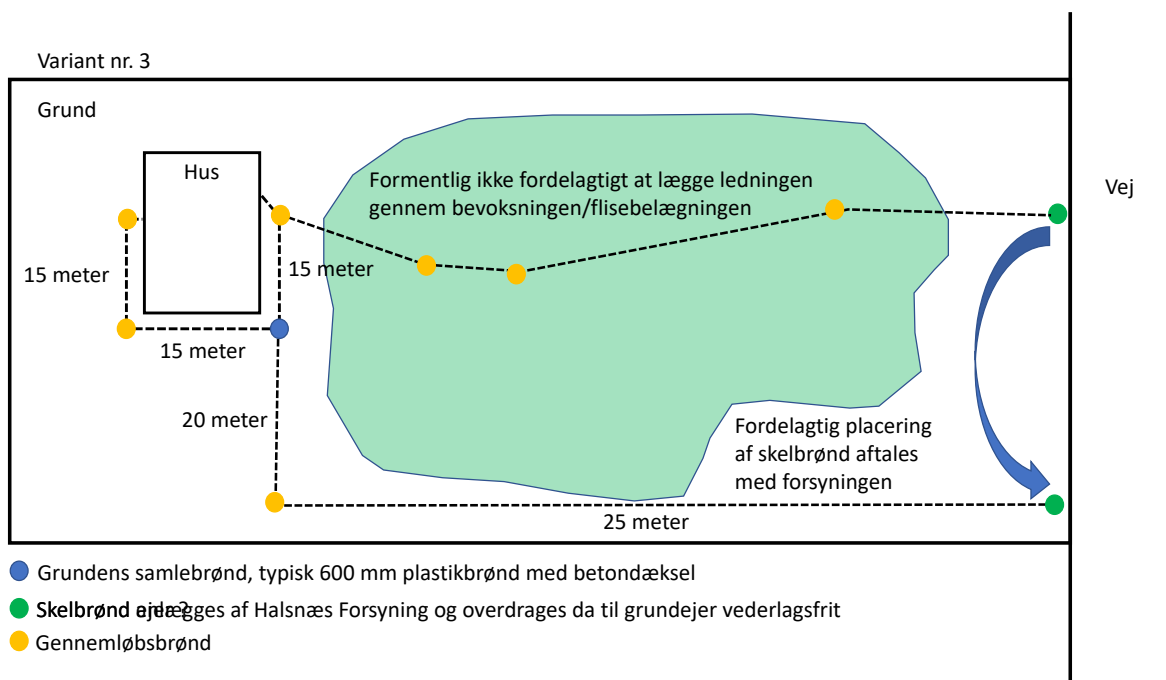 Variant nr. 3
Grund
Hus
Formentlig ikke fordelagtigt at lægge ledningen
gennem bevoksningen/flisebelægningen
Vej
15 meter
15 meter
15 meter
20 meter
Fordelagtig placering
af skelbrønd aftales
med forsyningen
25 meter
Grundens samlebrønd, typisk 600 mm plastikbrønd med betondæksel
Skelbrønd anlægges af Halsnæs Forsyning og overdrages da til grundejer vederlagsfrit
Gennemløbsbrønd